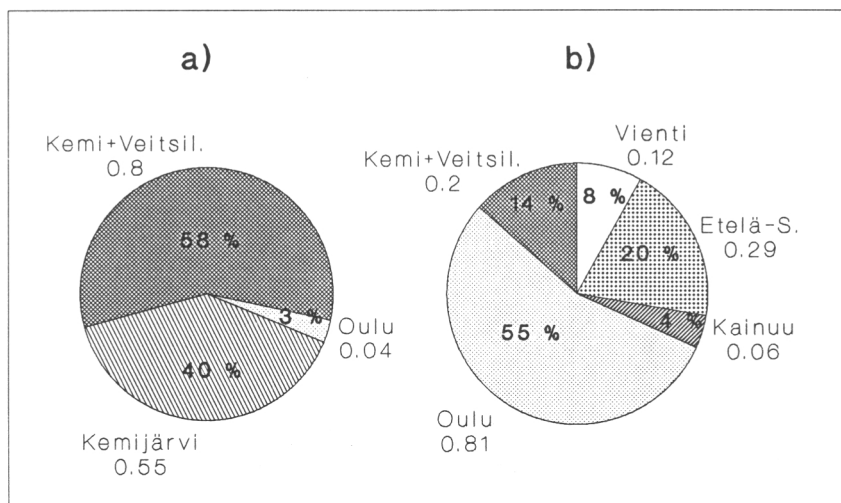 a)
Kemi+Veitsil.
0.8
58 %
3 %
Oulu
0.04
40 %
Kemijärvi
0.55
b)
Vienti
0.12
Kemi+Veitsil.
0.2
14 %
8 %
Etelä-S.
0.29
20 %
4 %
Kainuu
0.06
55 %
Oulu
0.81